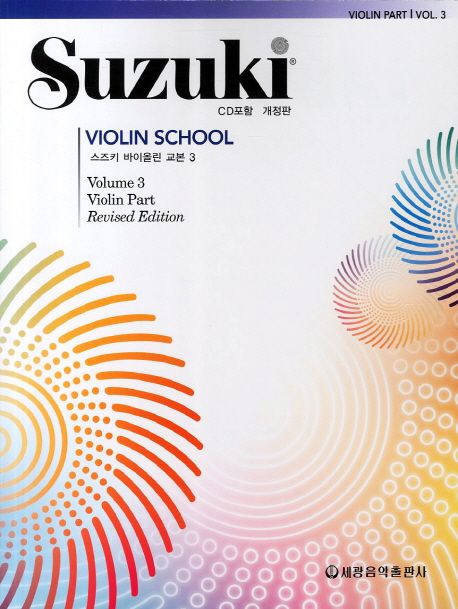 VIOLIN PART | VOL. 3
Suzuki®
CD포함 개정판
VIOLIN SCHOOL
스즈키 바이올린 교본 3
Volume 3
Violin Part
Revised Edition
세광음악출판사